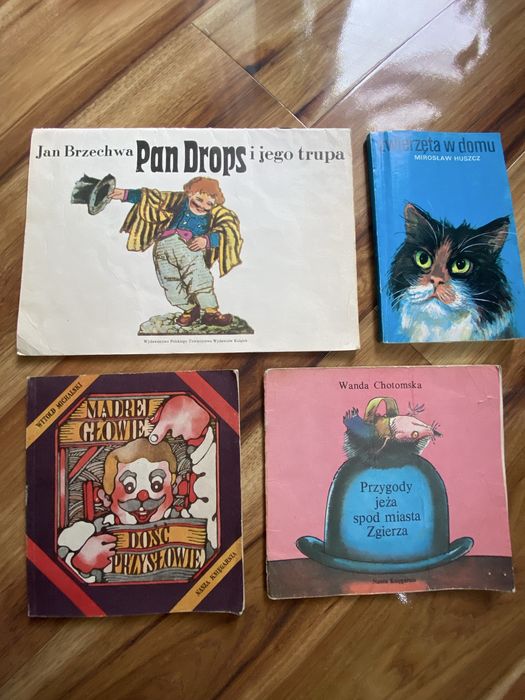 Jan Brzechwa Pan Drops i jego trupa
Wydawnictwo Polskiego Towarzystwa Wydawców Książek
Zwierzęta w domu
MIROSŁAW HUSZCZ
WITOLD MICHALSKI
MĄDREJ
GŁOWIE
DOŚĆ
PRZYSŁOWIE
NASZA KSIĘGARNIA
Wanda Chotomska
Przygody
jeża
spod miasta
Zgierza
Nasza Księgarnia